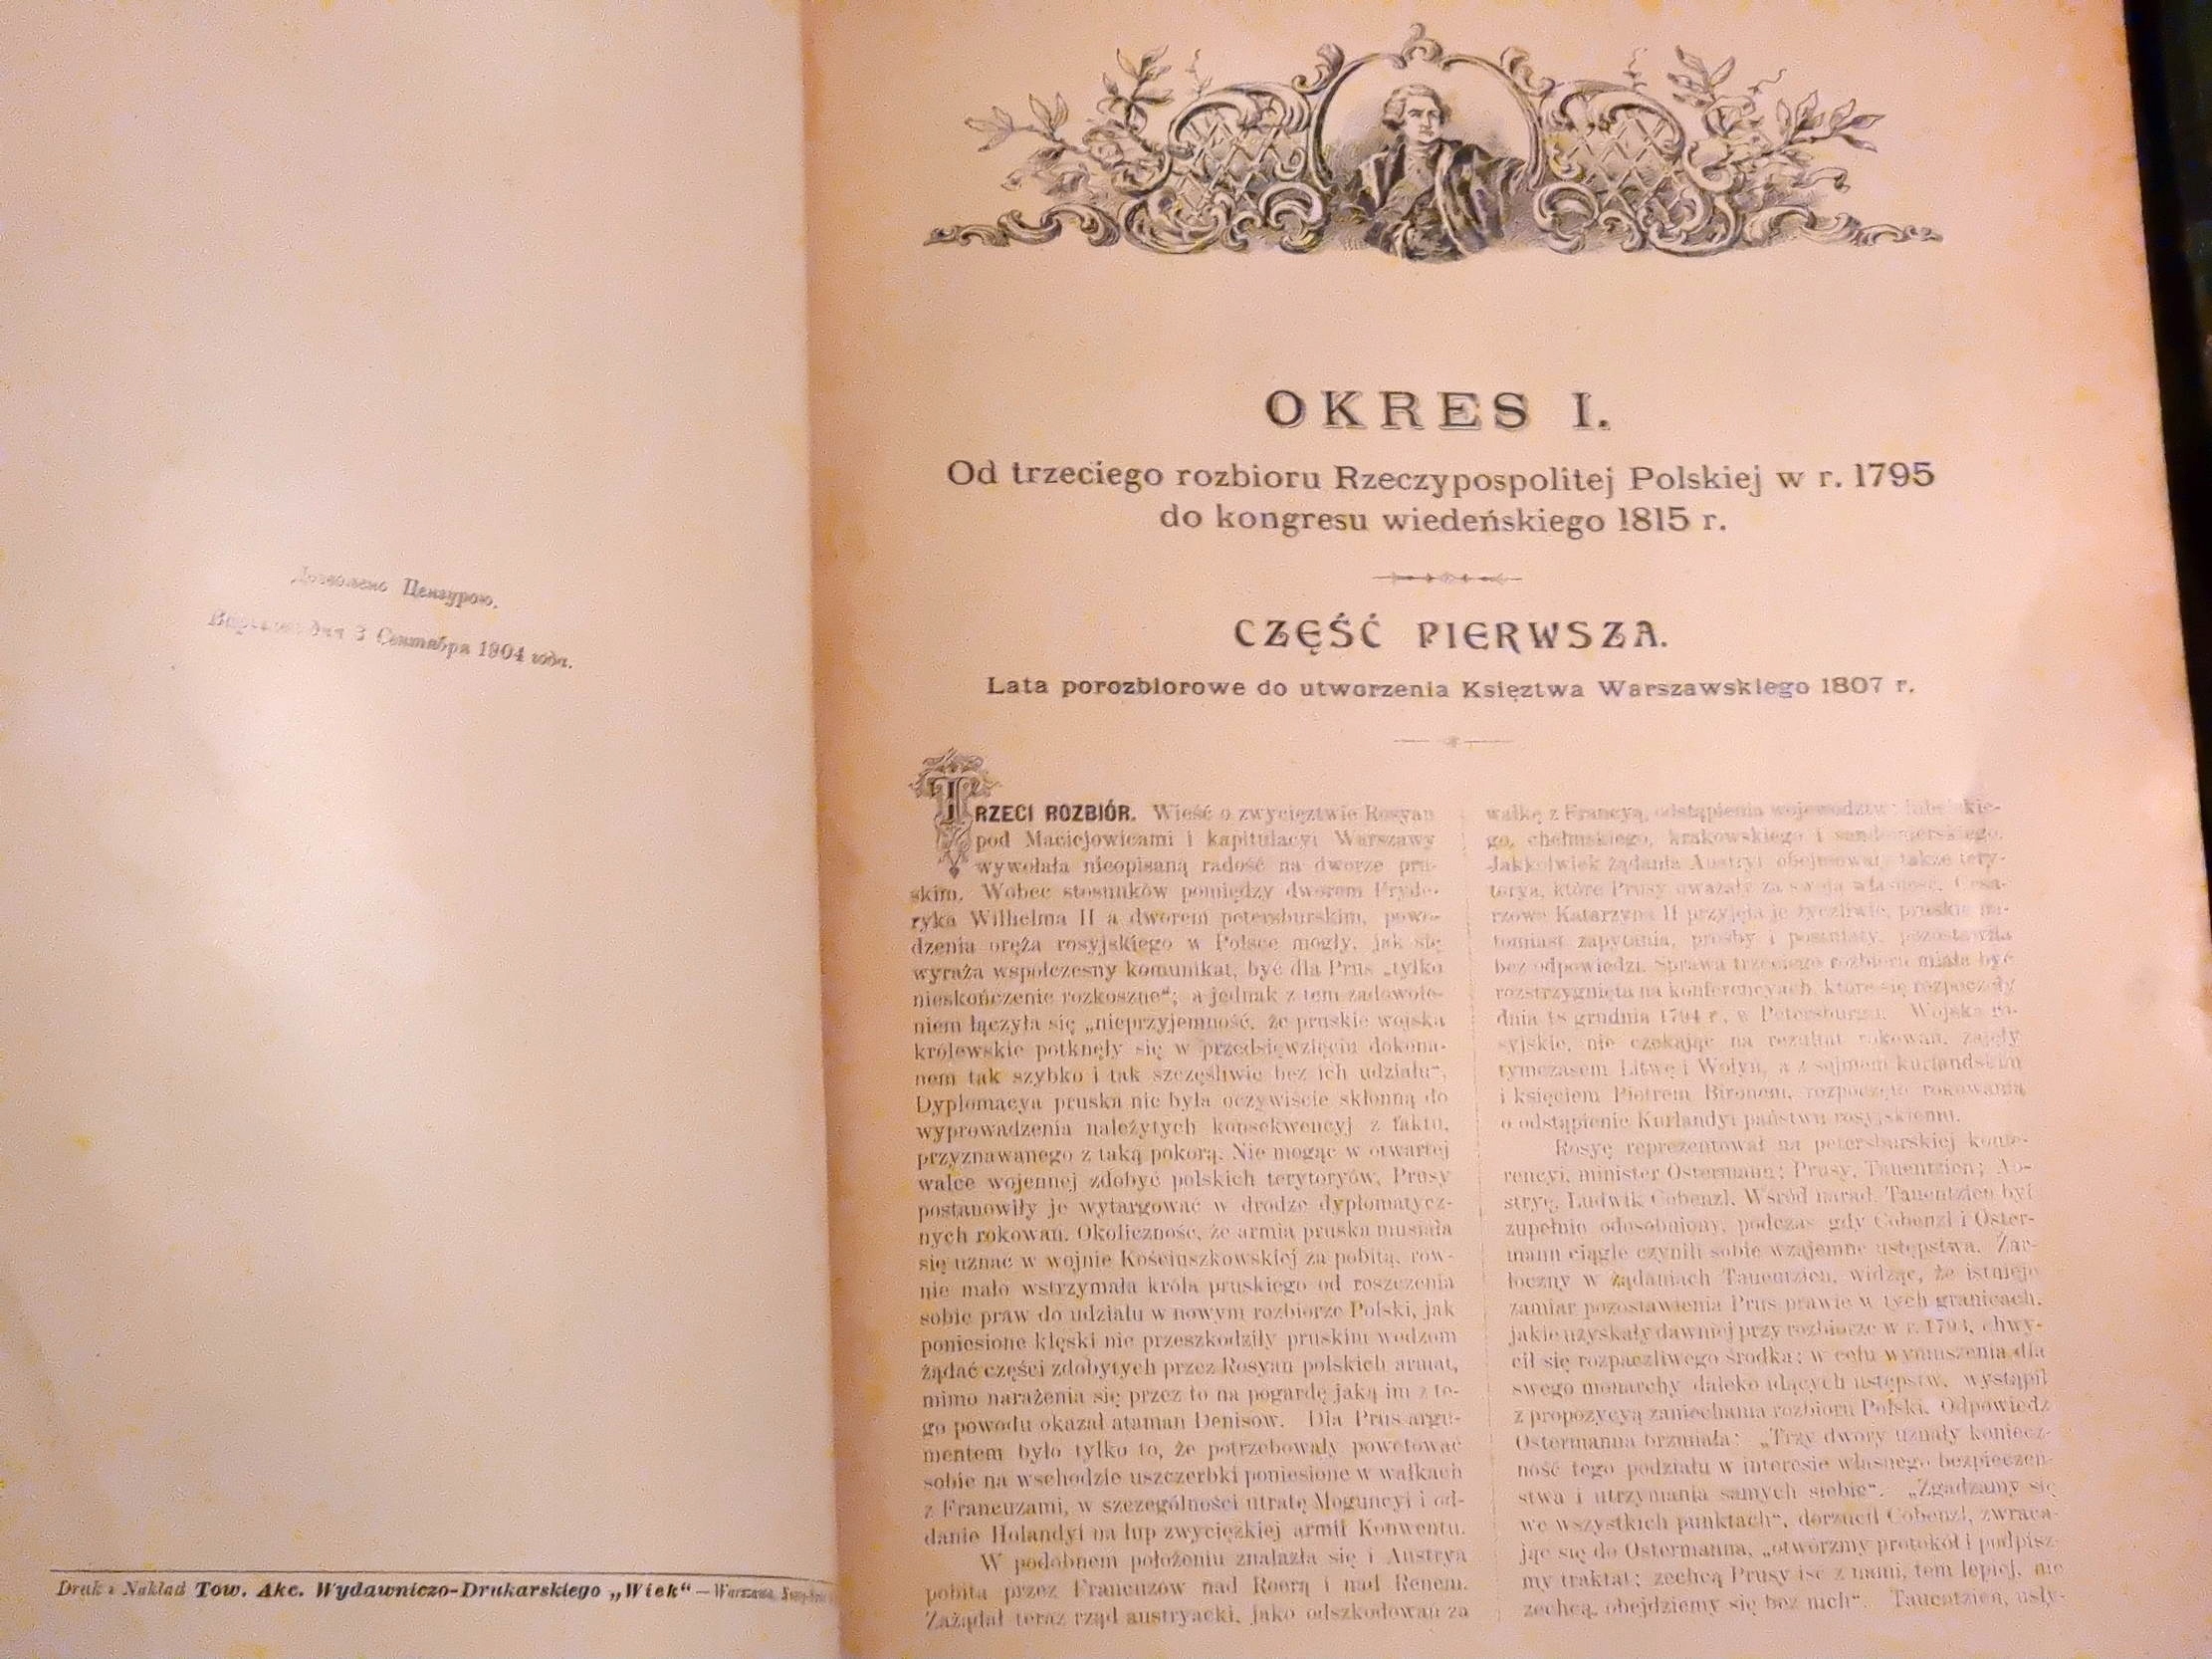 Дозволено Цензурою.
Варшава, дня 3 Сентября 1904 года.
Druk i Nakład Tow. Akc. Wydawniczo-Drukarskiego „Wiek“ – Warszawa,
OKRES I.
Od trzeciego rozbioru Rzeczypospolitej Polskiej w r. 1795
do kongresu wiedeńskiego 1815 r.
CZĘŚĆ PIERWSZA.
Lata porozbiorowe do utworzenia Księztwa Warszawskiego 1807 r.
TRZECI ROZBIÓR. Wieść o zwycięztwie Rosyan
pod Maciejowicami i kapitulacyi Warszawy
wywołała nieopisaną radość na dworze pru-
skim. Wobec stosunków pomiędzy dworem Fryde-
ryka Wilhelma II a dworem petersburskim, powo-
dzenia oręża rosyjskiego w Polsce mogły, jak się
wyraża współczesny komunikat, być dla Prus „tylko
nieskończenie rozkoszne“; a jednak z tem zadowole-
niem łączyła się „nieprzyjemność, że pruskie wojska
królewskie potknęły się w przedsięwzięciu dokona-
nem tak szybko i tak szczęśliwie bez ich udziału“.
Dyplomacya pruska nie była oczywiście skłonną do
wyprowadzenia należytych konsekwencyj z faktu,
przyznawanego z taką pokorą. Nie mogąc w otwartej
walce wojennej zdobyć polskich terytoryów, Prusy
postanowiły je wytargować w drodze dyplomatycz-
nych rokowań. Okoliczność, że armia pruska musiała
się uznać w wojnie Kościuszkowskiej za pobitą, rów-
nie mało wstrzymała króla pruskiego od roszczenia
sobie praw do udziału w nowym rozbiorze Polski, jak
poniesione klęski nie przeszkodziły pruskim wodzom
żądać części zdobytych przez Rosyan polskich armat,
mimo narażenia się przez to na pogardę jaką im z te-
go powodu okazał ataman Denisow. Dla Prus argu-
mentem było tylko to, że potrzebowały powetować
sobie na wschodzie uszczerbki poniesione w walkach
z Francuzami, w szczególności utratę Moguncyi i od-
danie Holandyi na łup zwycięzkiej armii Konwentu.
W podobnem położeniu znalazła się i Austrya
pobita przez Francuzów nad Roerą i nad Renem.
Zażądał teraz rząd austryacki, jako odszkodowań za
walkę z Francyą, odstąpienia województw: lubelskie-
go, chełmskiego, krakowskiego i sandomierskiego.
Jakkolwiek żądania Austryi obejmowały także tery-
torya, które Prusy uważały za swoją własność, Cesa-
rzowa Katarzyna II przyjęła je życzliwie, pruskie na-
tomiast zapytania, prośby i postulaty, pozostawiła
bez odpowiedzi. Sprawa trzeciego rozbioru miała być
rozstrzygnięta na konferencyach, które się rozpoczęły
dnia 18 grudnia 1794 r. w Petersburgu. Wojska ro-
syjskie, nie czekając na rezultat rokowań, zajęły
tymczasem Litwę i Wołyń, a z sejmem kurlandskim
i księciem Piotrem Bironem, rozpoczęto rokowania
o odstąpienie Kurlandyi państwu rosyjskiemu.
Rosyę reprezentował na petersburskiej konfe-
rencyi, minister Ostermann; Prusy, Tauentzien; Au-
stryę, Ludwik Cobenzl. Wśród narad, Tauentzien był
zupełnie odosobniony, podczas gdy Cobenzl i Oster-
mann ciągle czynili sobie wzajemne ustępstwa. Żar-
łoczny w żądaniach Tauentzien, widząc, że istnieje
zamiar pozostawienia Prus prawie w tych granicach,
jakie uzyskały dawniej przy rozbiorze w r. 1793, chwy-
cił się rozpaczliwego środka: w celu wymuszenia dla
swego monarchy daleko idących ustępstw, wystąpił
z propozycyą zaniechania rozbioru Polski. Odpowiedź
Ostermanna brzmiała: „Trzy dwory uznały koniecz-
ność tego podziału w interesie własnego bezpieczeń-
stwa i utrzymania samych siebie“. „Zgadzamy się
we wszystkich punktach“, dorzucił Cobenzl, zwraca-
jąc się do Ostermanna, „otwórzmy protokół i podpisz-
my traktat; zechcą Prusy iść z nami, tem lepiej, nie
zechcą, obejdziemy się bez nich“. Tauentzien, usły-